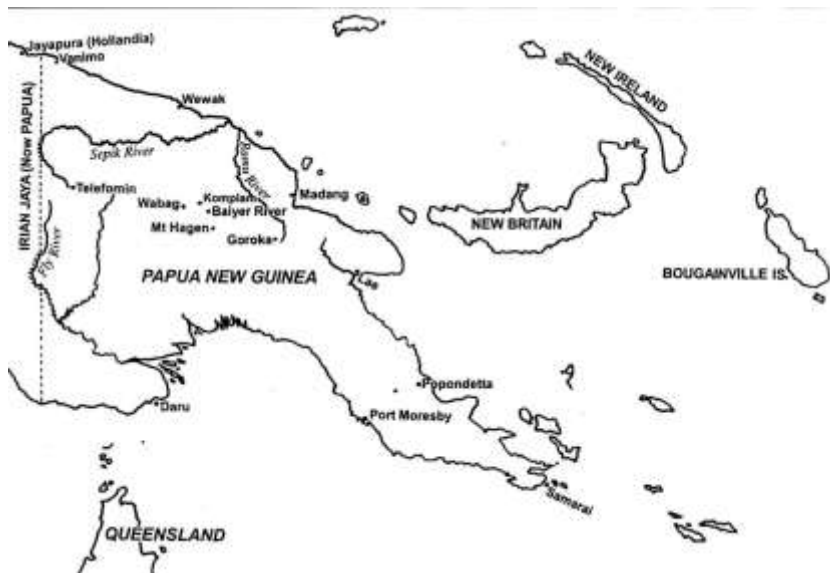 Jayapura (Hollandia)
Vanimo
NEW IRELAND
IRIAN JAYA (Now PAPUA)
Wewak
Sepik River
Ramu River
Telefomin
Kompiam
Madang
Wabag
Baiyer River
NEW BRITAIN
Mt Hagen
Goroka
Fly River
PAPUA NEW GUINEA
Lae
BOUGAINVILLE IS.
Popondetta
Daru
Port Moresby
Samarai
QUEENSLAND